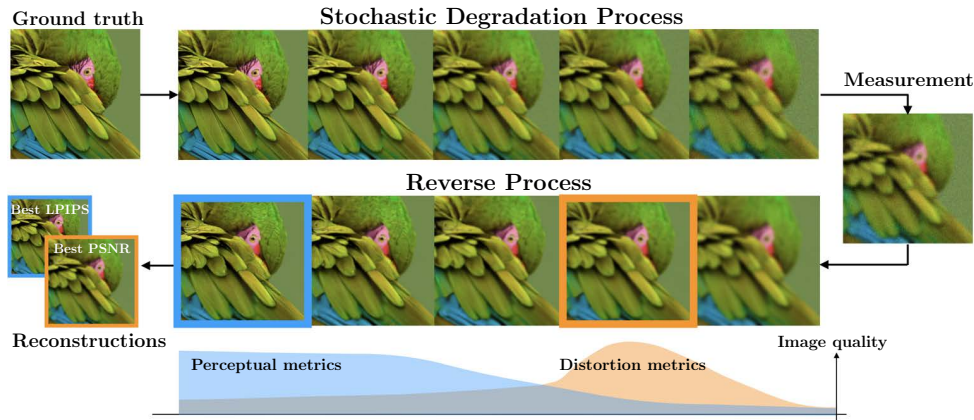 Ground truth
Stochastic Degradation Process
Measurement
Reverse Process
Best LPIPS
Best PSNR
Reconstructions
Image quality
Perceptual metrics
Distortion metrics